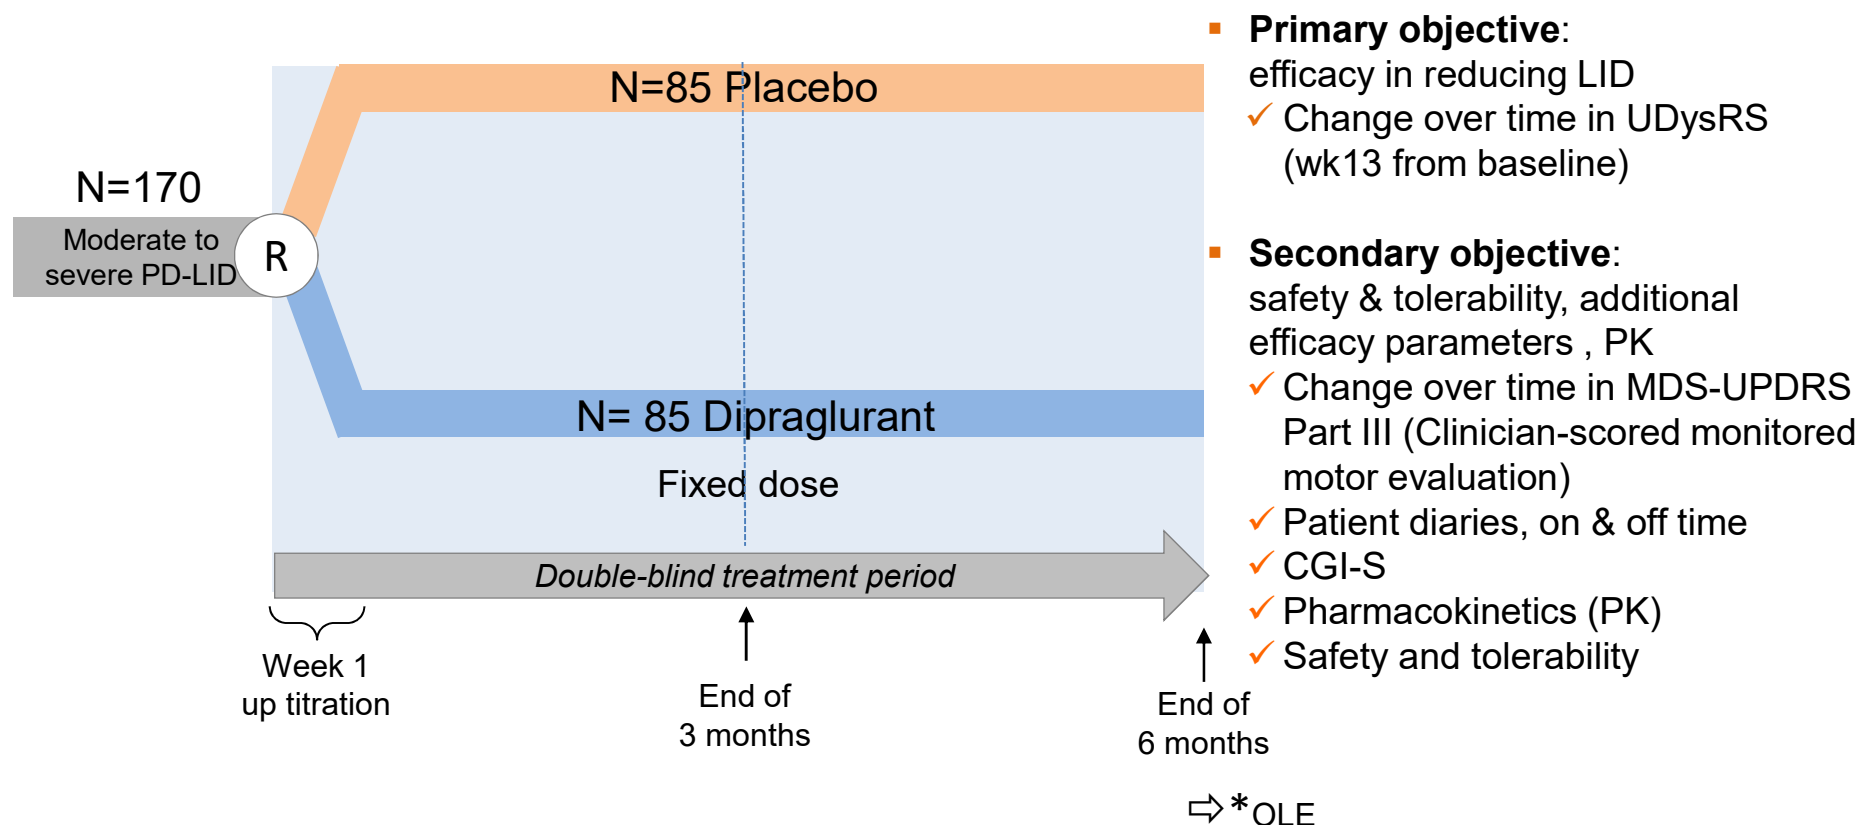 N=170
Moderate to
severe PD-LID
R
N=85 Placebo
N= 85 Dipraglurant
Fixed dose
Double-blind treatment period
Week 1
up titration
End of
3 months
End of
6 months
⇨*OLE
▪ Primary objective:
efficacy in reducing LID
✓ Change over time in UDysRS
(wk13 from baseline)
▪ Secondary objective:
safety & tolerability, additional
efficacy parameters , PK
✓ Change over time in MDS-UPDRS
Part III (Clinician-scored monitored
motor evaluation)
✓ Patient diaries, on & off time
✓ CGI-S
✓ Pharmacokinetics (PK)
✓ Safety and tolerability